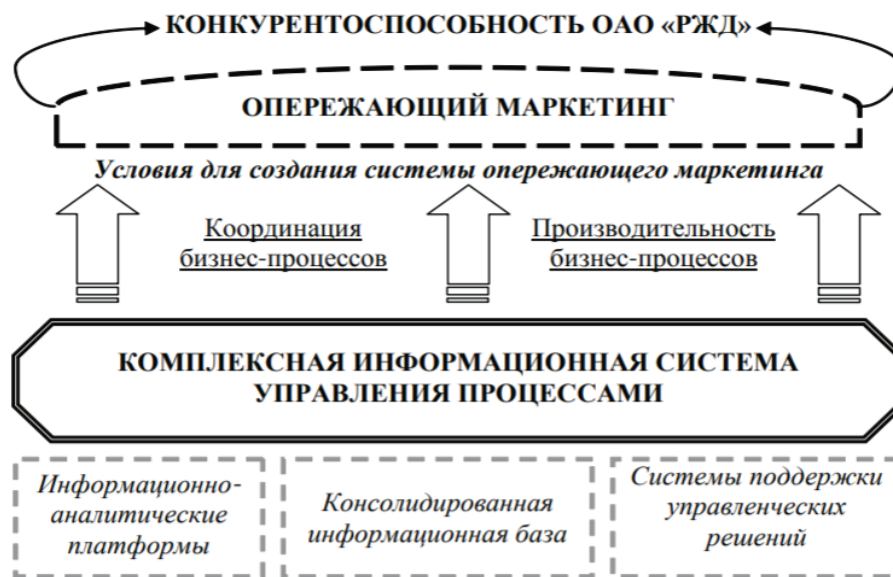 КОНКУРЕНТОСПОСОБНОСТЬ ОАО «РЖД»
ОПЕРЕЖАЮЩИЙ МАРКЕТИНГ
Условия для создания системы опережающего маркетинга
Координация
бизнес-процессов
Производительность
бизнес-процессов
КОМПЛЕКСНАЯ ИНФОРМАЦИОННАЯ СИСТЕМА
УПРАВЛЕНИЯ ПРОЦЕССАМИ
Информационно-
аналитические
платформы
Консолидированная
информационная база
Системы поддержки
управленческих
решений